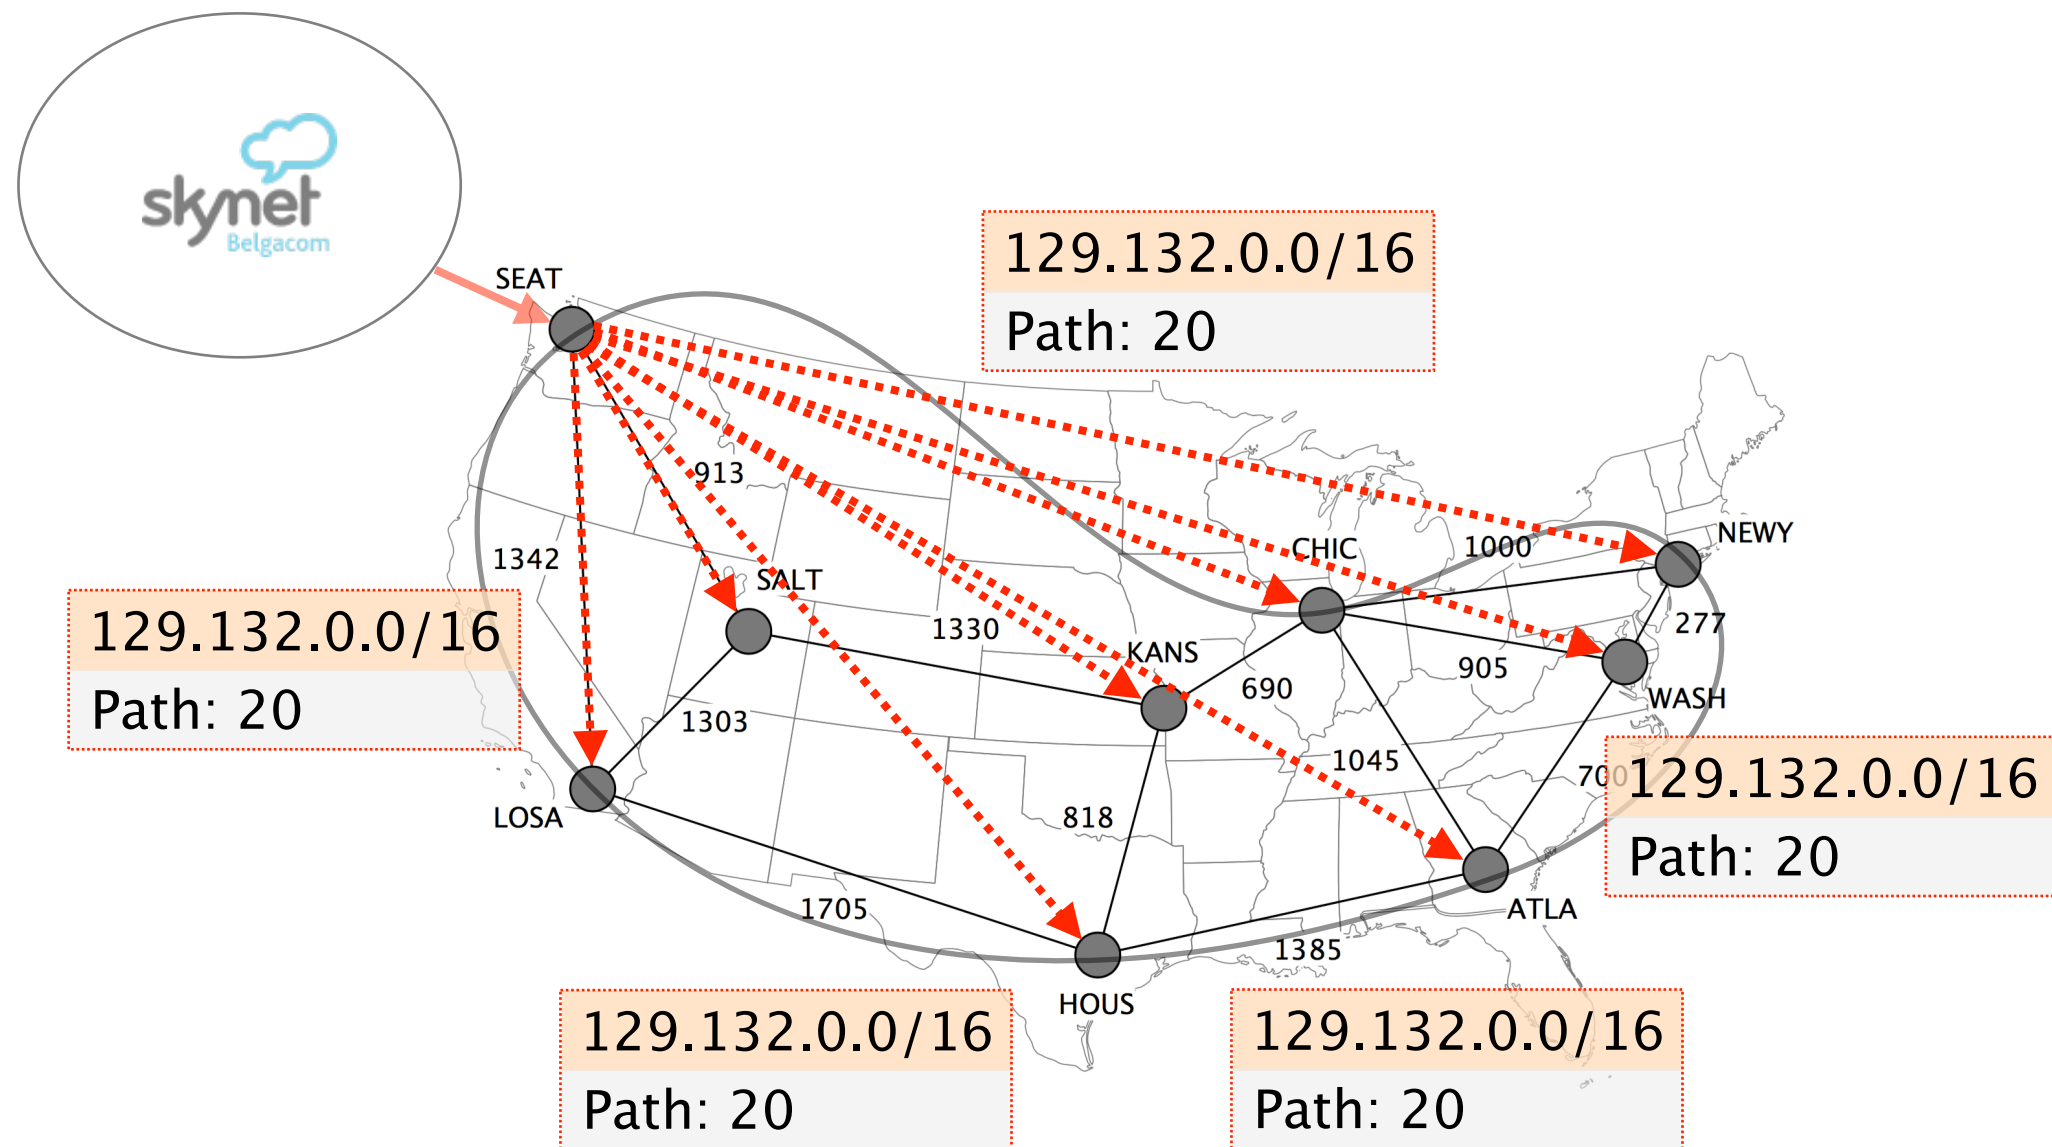 skynet
Belgacom
SEAT
129.132.0.0/16
Path: 20
913
1342
SALT
CHIC
1000
NEWY
129.132.0.0/16
Path: 20
1330
KANS
277
905
690
WASH
1303
1045
700
129.132.0.0/16
Path: 20
LOSA
818
1705
ATLA
1385
HOUS
129.132.0.0/16
Path: 20
129.132.0.0/16
Path: 20